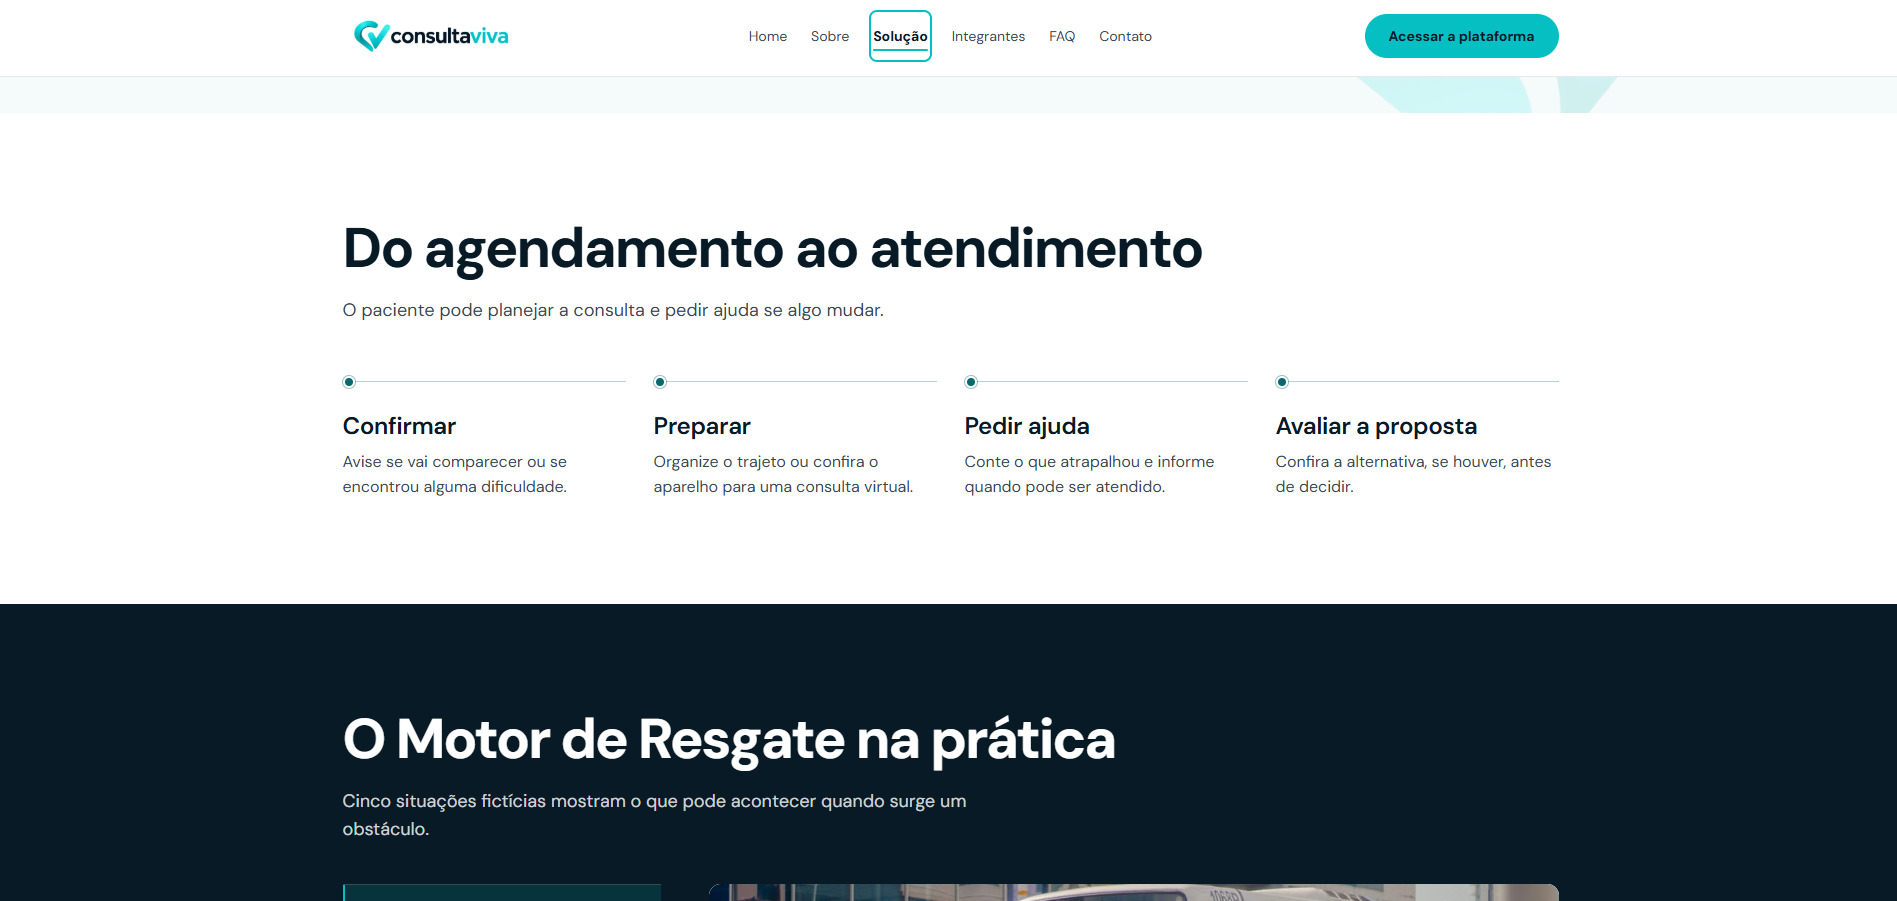 consultaviva
Home
Sobre
Solução
Integrantes
FAQ
Contato
Acessar a plataforma
Do agendamento ao atendimento
O paciente pode planejar a consulta e pedir ajuda se algo mudar.
Confirmar
Avise se vai comparecer ou se
encontrou alguma dificuldade.
Preparar
Organize o trajeto ou confira o
aparelho para uma consulta virtual.
Pedir ajuda
Conte o que atrapalhou e informe
quando pode ser atendido.
Avaliar a proposta
Confira a alternativa, se houver, antes
de decidir.
O Motor de Resgate na prática
Cinco situações fictícias mostram o que pode acontecer quando surge um
obstáculo.